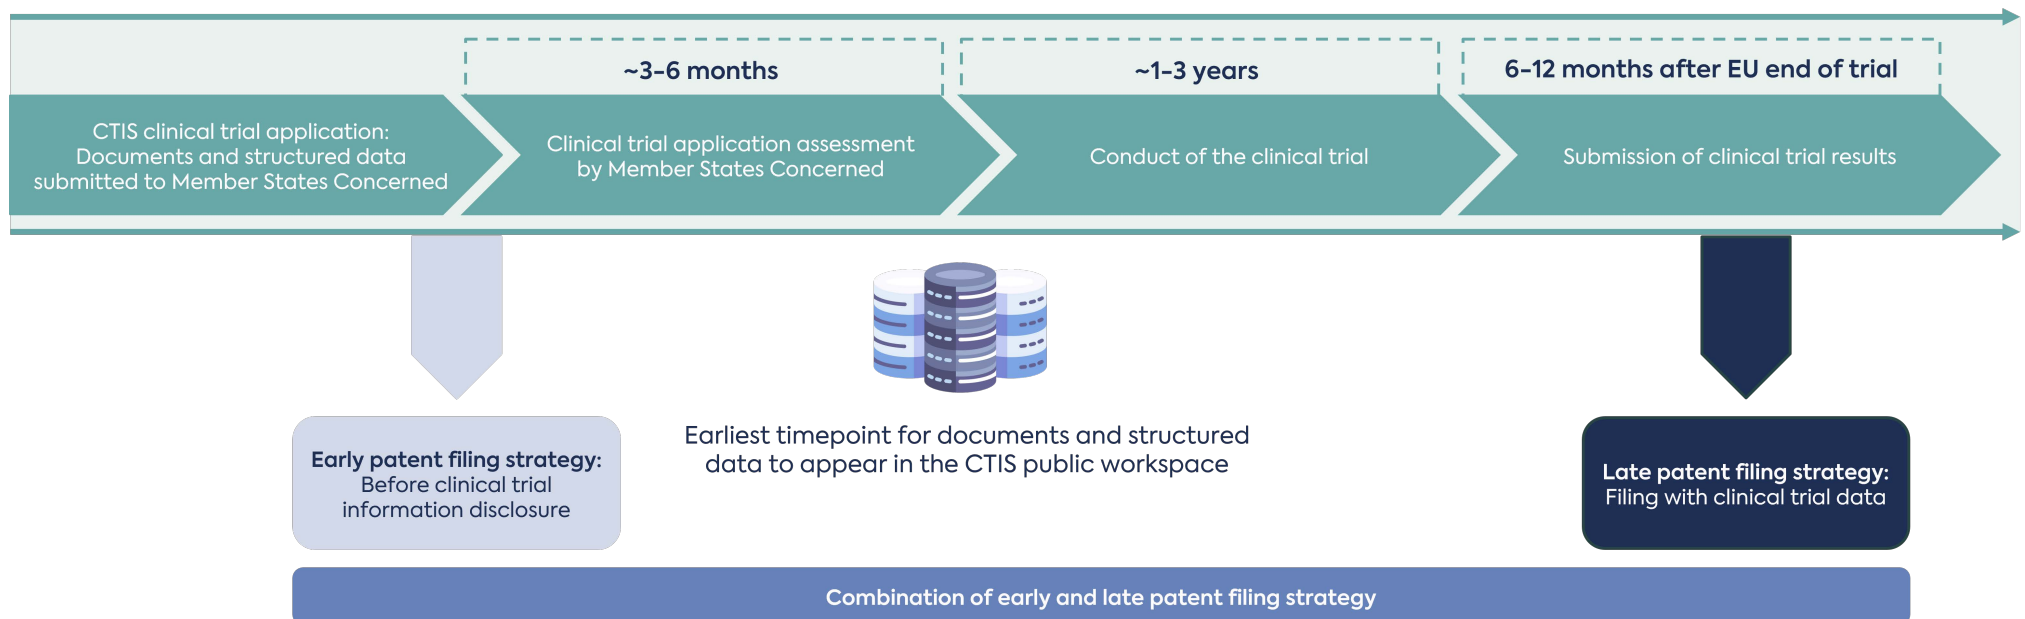 ~3-6 months
~1-3 years
6-12 months after EU end of trial
CTIS clinical trial application:
Documents and structured data
submitted to Member States Concerned
Clinical trial application assessment
by Member States Concerned
Conduct of the clinical trial
Submission of clinical trial results
Early patent filing strategy:
Before clinical trial
information disclosure
Earliest timepoint for documents and structured
data to appear in the CTIS public workspace
Late patent filing strategy:
Filing with clinical trial data
Combination of early and late patent filing strategy